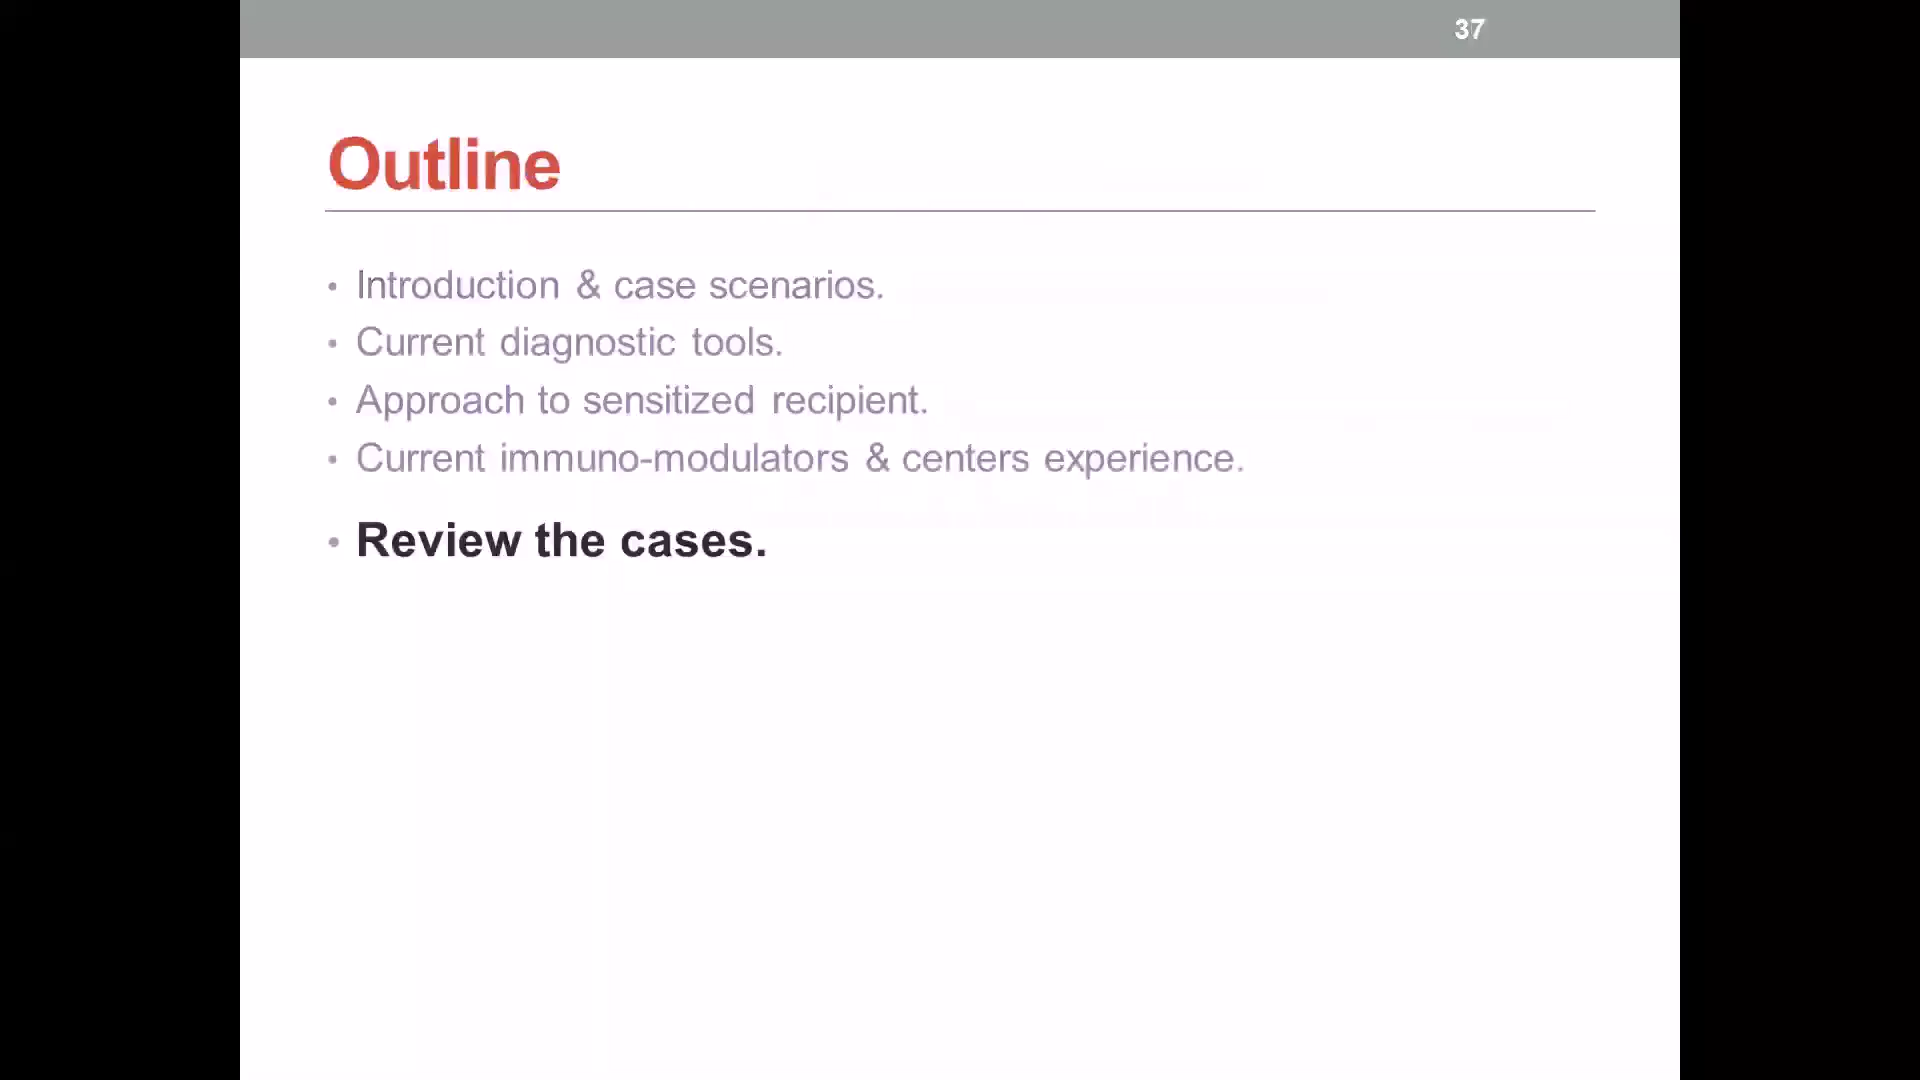 37
Outline
• Introduction & case scenarios.
• Current diagnostic tools.
• Approach to sensitized recipient.
• Current immuno-modulators & centers experience.
• Review the cases.